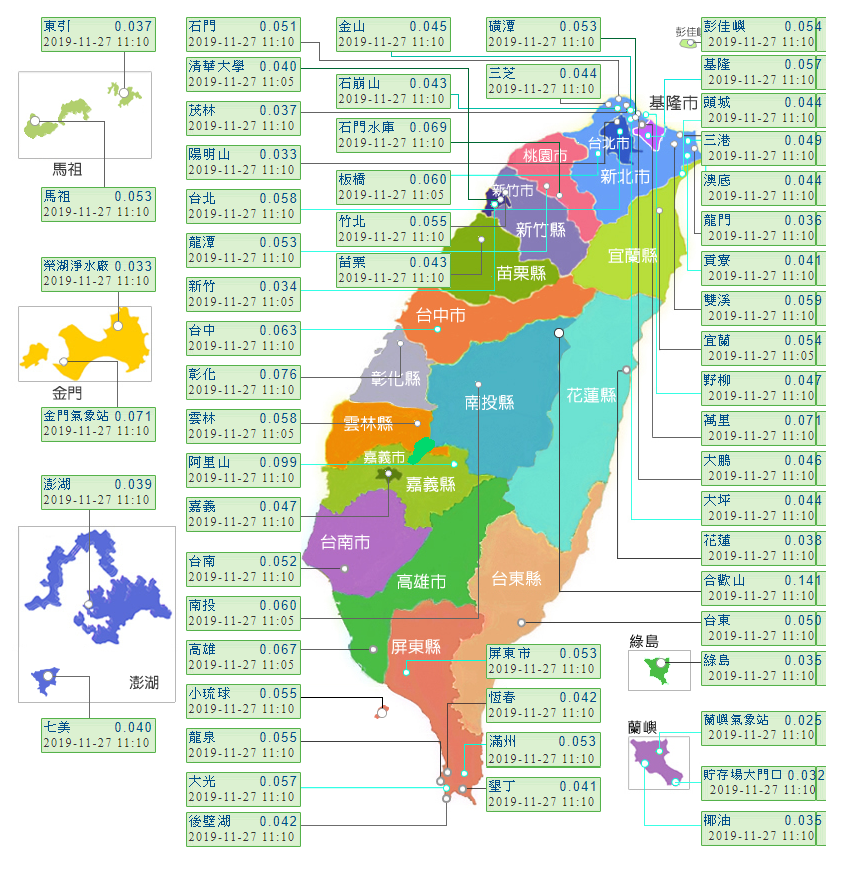 東引 0.037
2019-11-27 11:10
馬祖
馬祖 0.053
2019-11-27 11:10
榮湖淨水廠 0.033
2019-11-27 11:10
金門
金門氣象站 0.071
2019-11-27 11:10
澎湖 0.039
2019-11-27 11:10
澎湖
七美 0.040
2019-11-27 11:10
石門 0.051
2019-11-27 11:10
清華大學 0.040
2019-11-27 11:05
茂林 0.037
2019-11-27 11:10
陽明山 0.033
2019-11-27 11:10
台北 0.058
2019-11-27 11:10
龍潭 0.053
2019-11-27 11:10
新竹 0.034
2019-11-27 11:05
台中 0.063
2019-11-27 11:10
彰化 0.076
2019-11-27 11:10
雲林 0.058
2019-11-27 11:05
阿里山 0.099
2019-11-27 11:10
嘉義 0.047
2019-11-27 11:10
台南 0.052
2019-11-27 11:10
南投 0.060
2019-11-27 11:05
高雄 0.067
2019-11-27 11:05
小琉球 0.055
2019-11-27 11:10
龍泉 0.055
2019-11-27 11:10
大光 0.057
2019-11-27 11:10
後壁湖 0.042
2019-11-27 11:10
金山 0.045
2019-11-27 11:10
石崩山 0.043
2019-11-27 11:10
石門水庫 0.069
2019-11-27 11:10
板橋 0.060
2019-11-27 11:05
竹北 0.055
2019-11-27 11:10
苗栗 0.043
2019-11-27 11:10
磺潭 0.053
2019-11-27 11:10
三芝 0.044
2019-11-27 11:10
彭佳嶼
基隆市
台北市
桃園市
新北市
新竹市
新竹縣
宜蘭縣
苗栗縣
台中市
彰化縣
南投縣
花蓮縣
雲林縣
嘉義市
嘉義縣
台南市
高雄市
台東縣
屏東縣
屏東市 0.053
2019-11-27 11:10
恆春 0.042
2019-11-27 11:10
滿州 0.053
2019-11-27 11:10
墾丁 0.041
2019-11-27 11:10
彭佳嶼 0.054
2019-11-27 11:10
基隆 0.057
2019-11-27 11:10
頭城 0.044
2019-11-27 11:10
三港 0.049
2019-11-27 11:10
澳底 0.044
2019-11-27 11:10
龍門 0.036
2019-11-27 11:10
貢寮 0.041
2019-11-27 11:10
雙溪 0.059
2019-11-27 11:10
宜蘭 0.054
2019-11-27 11:05
野柳 0.047
2019-11-27 11:10
萬里 0.071
2019-11-27 11:10
大鵬 0.046
2019-11-27 11:10
大坪 0.044
2019-11-27 11:10
花蓮 0.038
2019-11-27 11:10
合歡山 0.141
2019-11-27 11:10
台東 0.050
2019-11-27 11:10
綠島
綠島 0.035
2019-11-27 11:10
蘭嶼
蘭嶼氣象站 0.025
2019-11-27 11:10
貯存場大門口 0.032
2019-11-27 11:10
椰油 0.035
2019-11-27 11:10